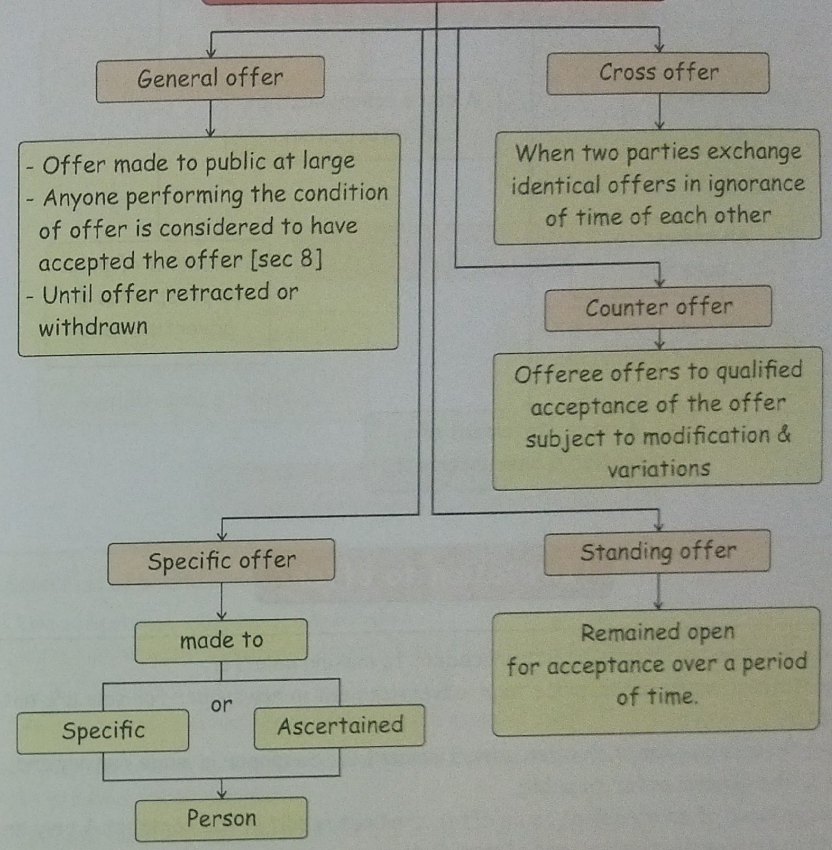 General offer
- Offer made to public at large
- Anyone performing the condition
of offer is considered to have
accepted the offer [sec 8]
- Until offer retracted or
withdrawn
Cross offer
When two parties exchange
identical offers in ignorance
of time of each other
Counter offer
Offeree offers to qualified
acceptance of the offer
subject to modification &
variations
Specific offer
made to
or
Specific
Ascertained
Person
Standing offer
Remained open
for acceptance over a period
of time.